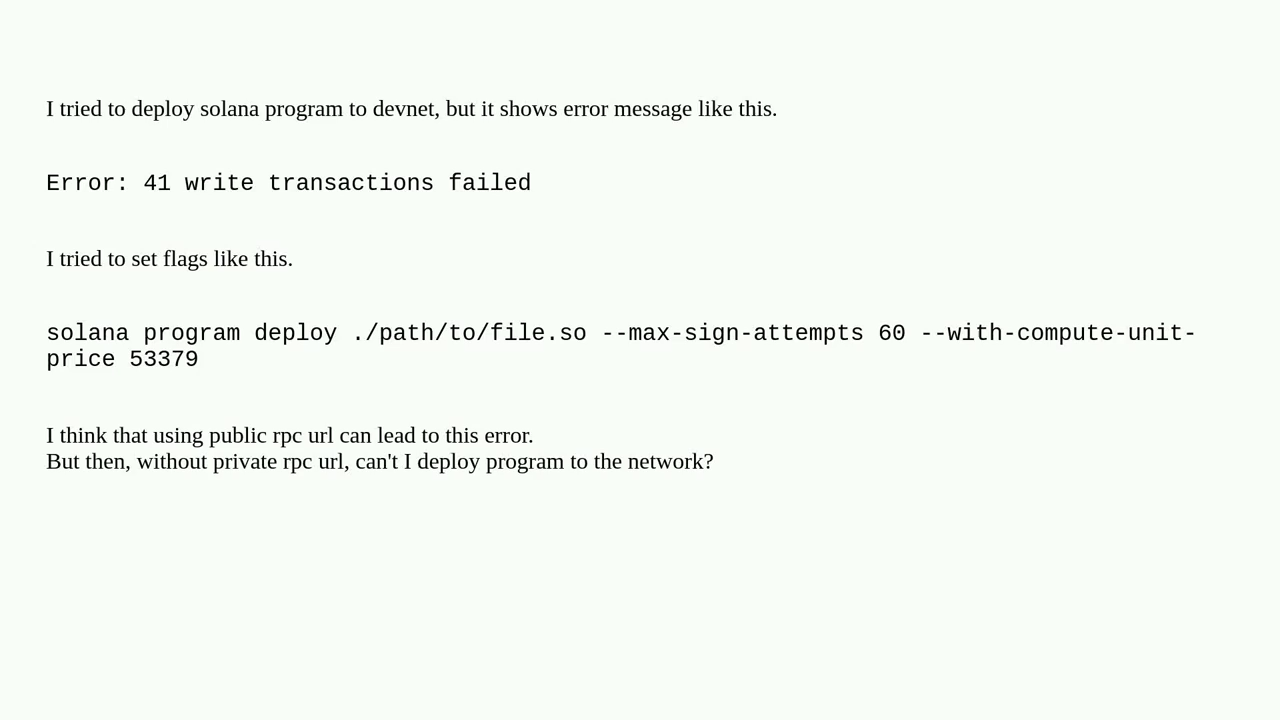 I tried to deploy solana program to devnet, but it shows error message like this.
Error: 41 write transactions failed
I tried to set flags like this.
solana program deploy ./path/to/file.so --max-sign-attempts 60 --with-compute-unit-
price 53379
I think that using public rpc url can lead to this error.
But then, without private rpc url, can't I deploy program to the network?